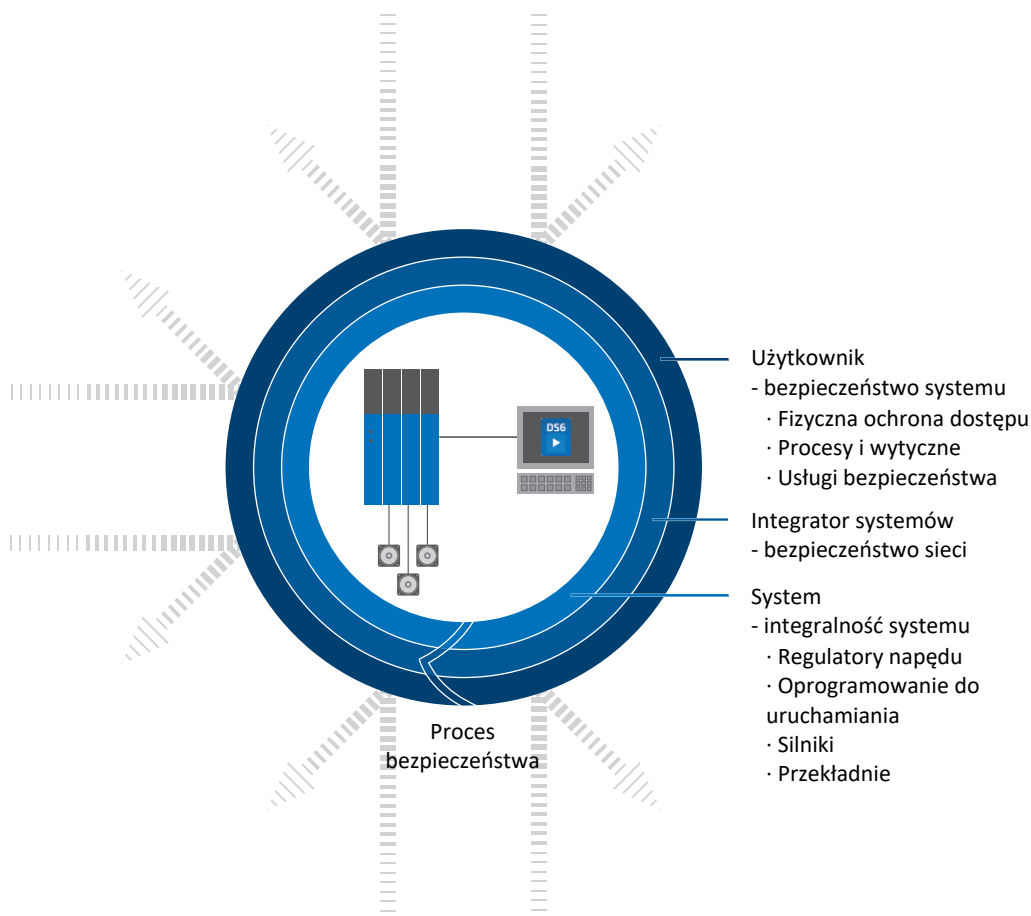 DS6
Użytkownik
- bezpieczeństwo systemu
· Fizyczna ochrona dostępu
· Procesy i wytyczne
· Usługi bezpieczeństwa
Integrator systemów
- bezpieczeństwo sieci
System
- integralność systemu
· Regulatory napędu
· Oprogramowanie do
uruchamiania
· Silniki
· Przekładnie
Proces
bezpieczeństwa